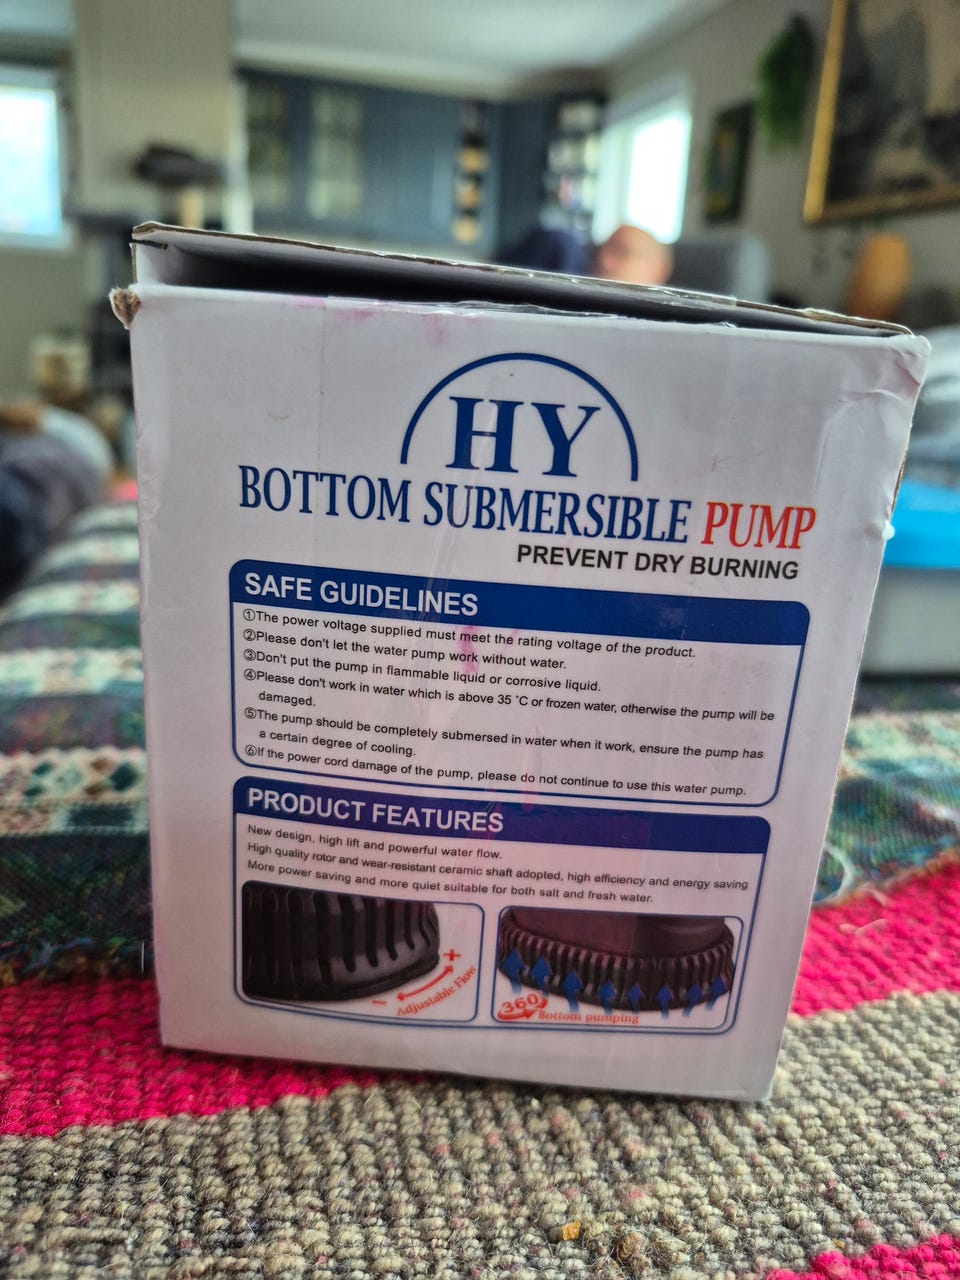 HY
BOTTOM SUBMERSIBLE PUMP
PREVENT DRY BURNING
SAFE GUIDELINES
①The power voltage supplied must meet the rating voltage of the product.
②Please don't let the water pump work without water.
③Don't put the pump in flammable liquid or corrosive liquid.
④Please don't work in water which is above 35 °C or frozen water, otherwise the pump will be
damaged.
⑤The pump should be completely submersed in water when it work, ensure the pump has
a certain degree of cooling.
⑥If the power cord damage of the pump, please do not continue to use this water pump.
PRODUCT FEATURES
New design, high lift and powerful water flow.
High quality rotor and wear-resistant ceramic shaft adopted, high efficiency and energy saving
More power saving and more quiet suitable for both salt and fresh water.
- +
Adjustable Flow
360
Bottom pumping